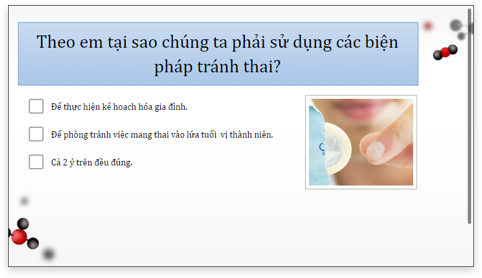 Theo em tại sao chúng ta phải sử dụng các biện
pháp tránh thai?
Để thực hiện kế hoạch hóa gia đình.
Để phòng tránh việc mang thai vào lứa tuổi vị thành niên.
Cả 2 ý trên đều đúng.